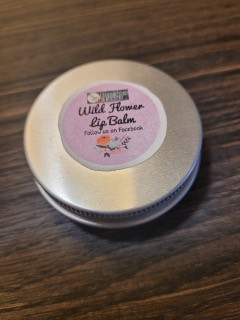 Wild Flower
Lip Balm
Follow us on Facebook